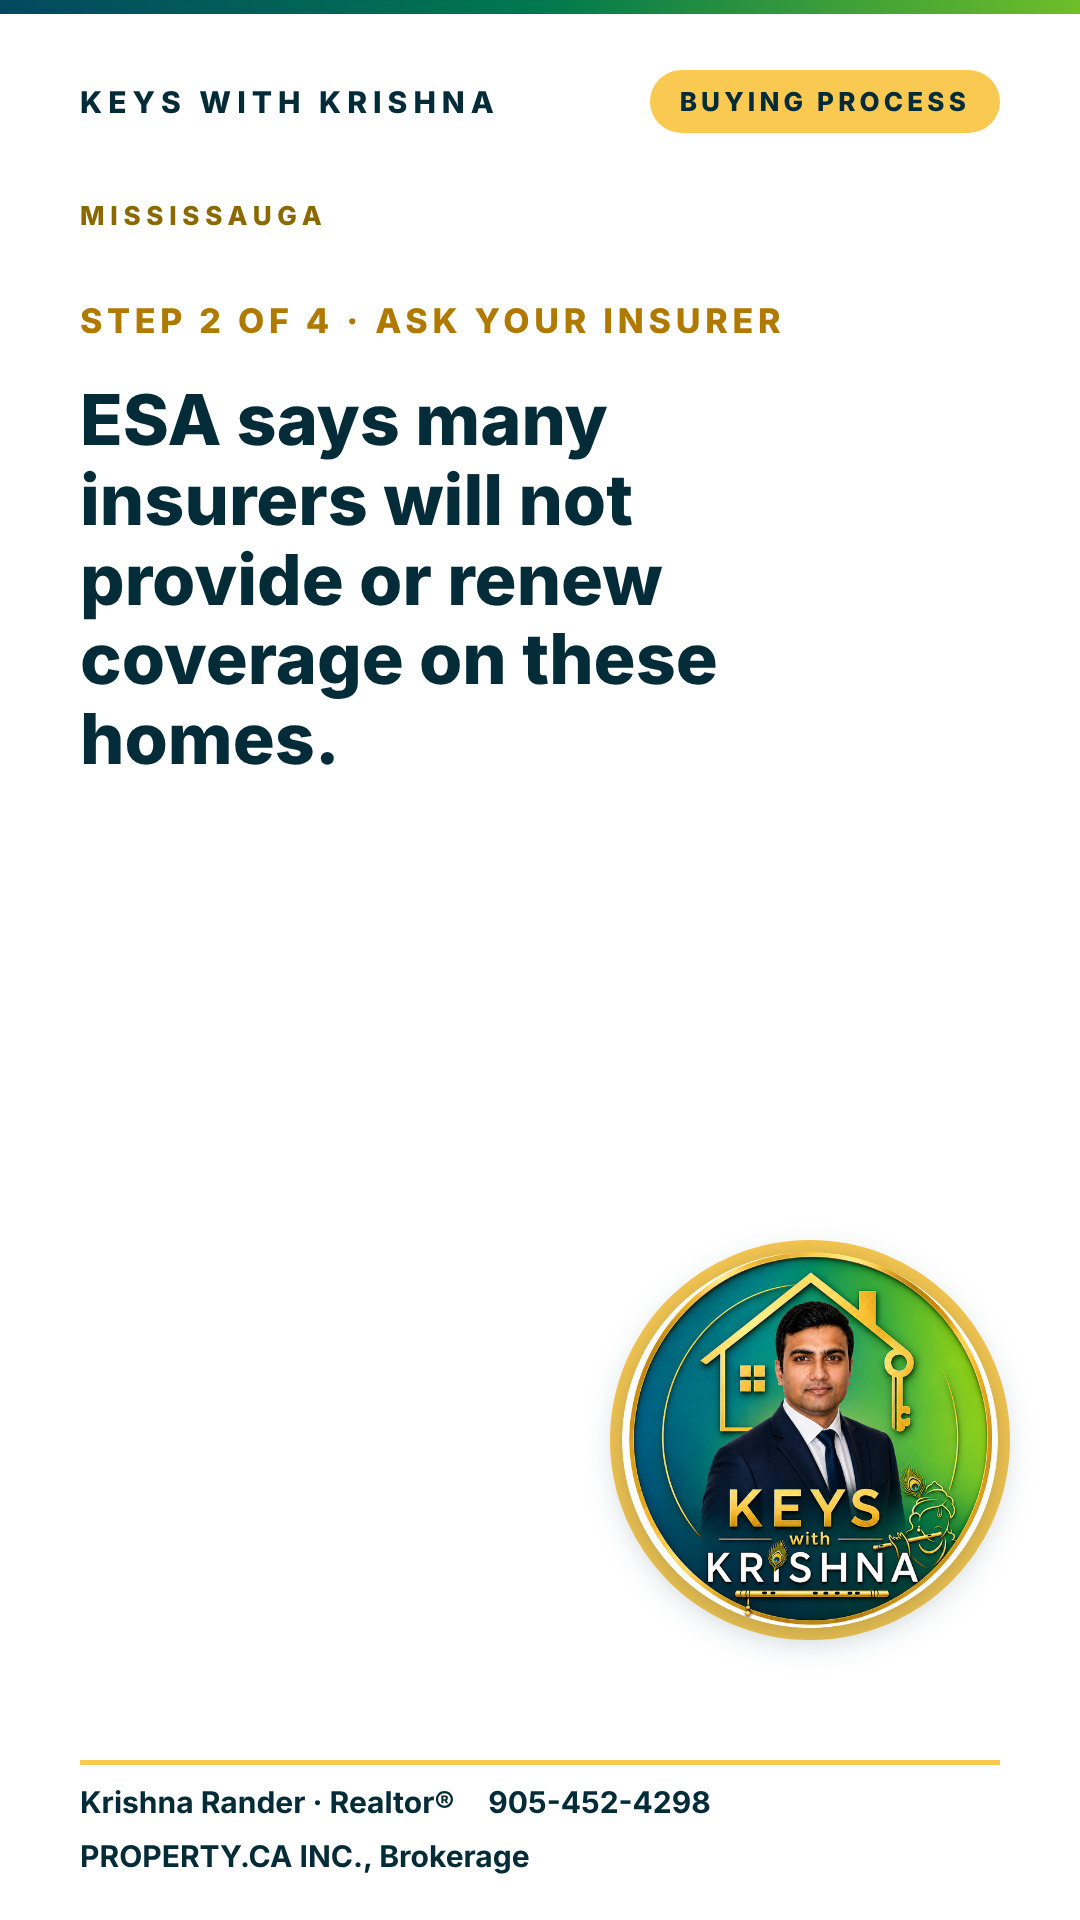 KEYS WITH KRISHNA
BUYING PROCESS
MISSISSAUGA
STEP 2 OF 4 · ASK YOUR INSURER
ESA says many
insurers will not
provide or renew
coverage on these
homes.
KEYS
with
KRISHNA
Krishna Rander · Realtor® 905-452-4298
PROPERTY.CA INC., Brokerage